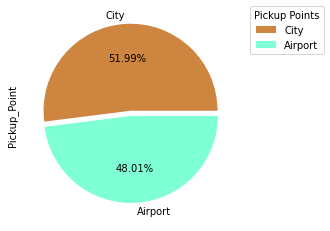 City
Pickup Points
City
Airport
51.99%
Pickup_Point
48.01%
Airport